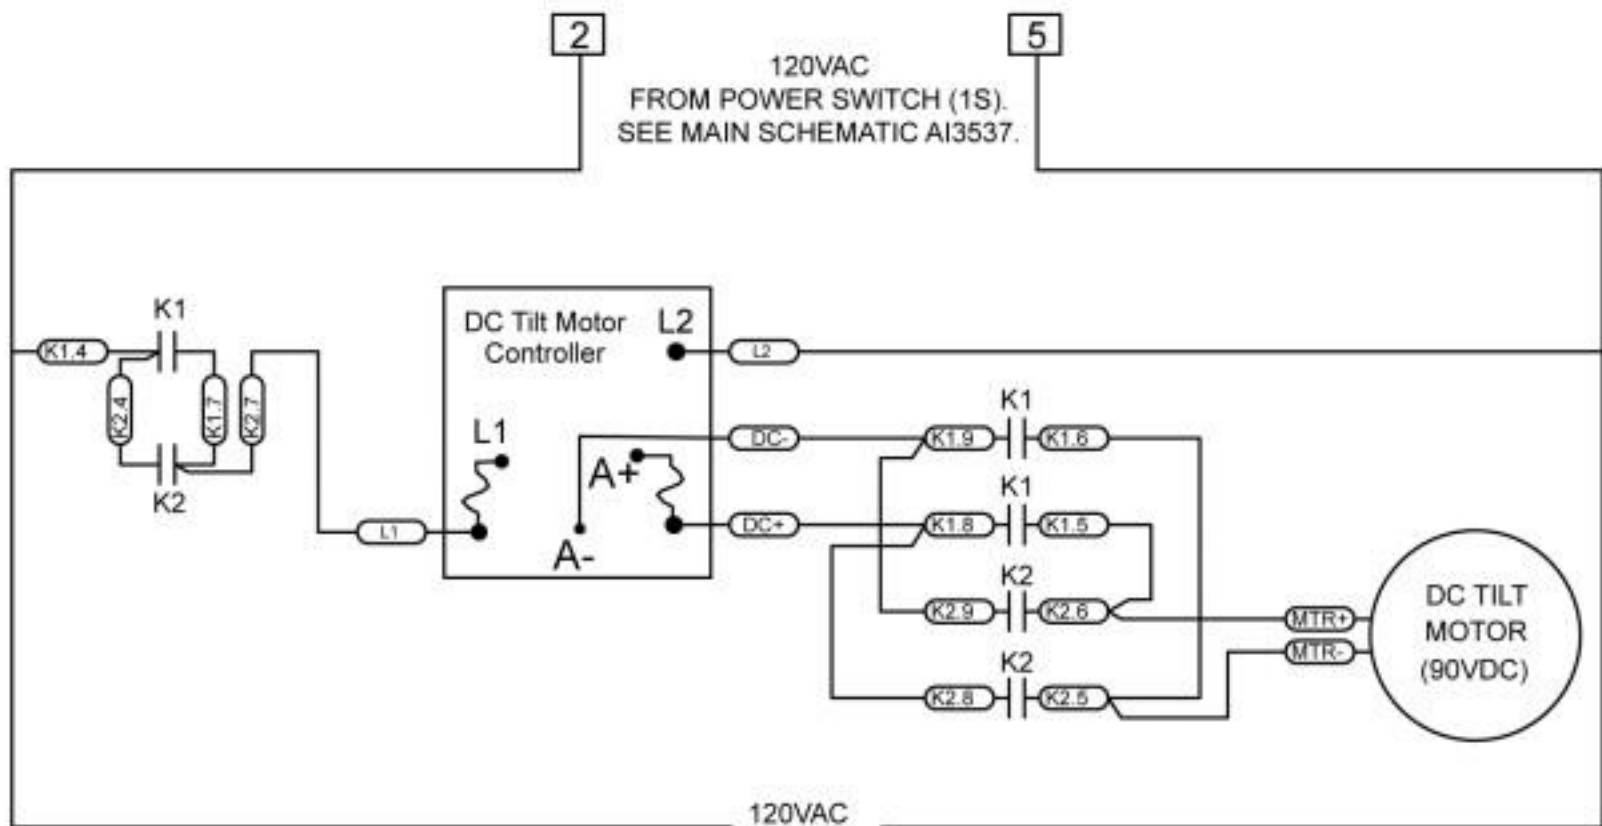 2
5
120VAC
FROM POWER SWITCH (1S).
SEE MAIN SCHEMATIC AI3537.
K1
K1.4
K2.4
K1.7
K2.7
K2
L1
DC Tilt Motor
Controller
L2
L1
A+
A-
L2
DC-
DC+
K1
K1.9
K1.6
K1
K1.8
K1.5
K2
K2.9
K2.6
K2
K2.8
K2.5
MTR+
MTR-
DC TILT
MOTOR
(90VDC)
120VAC